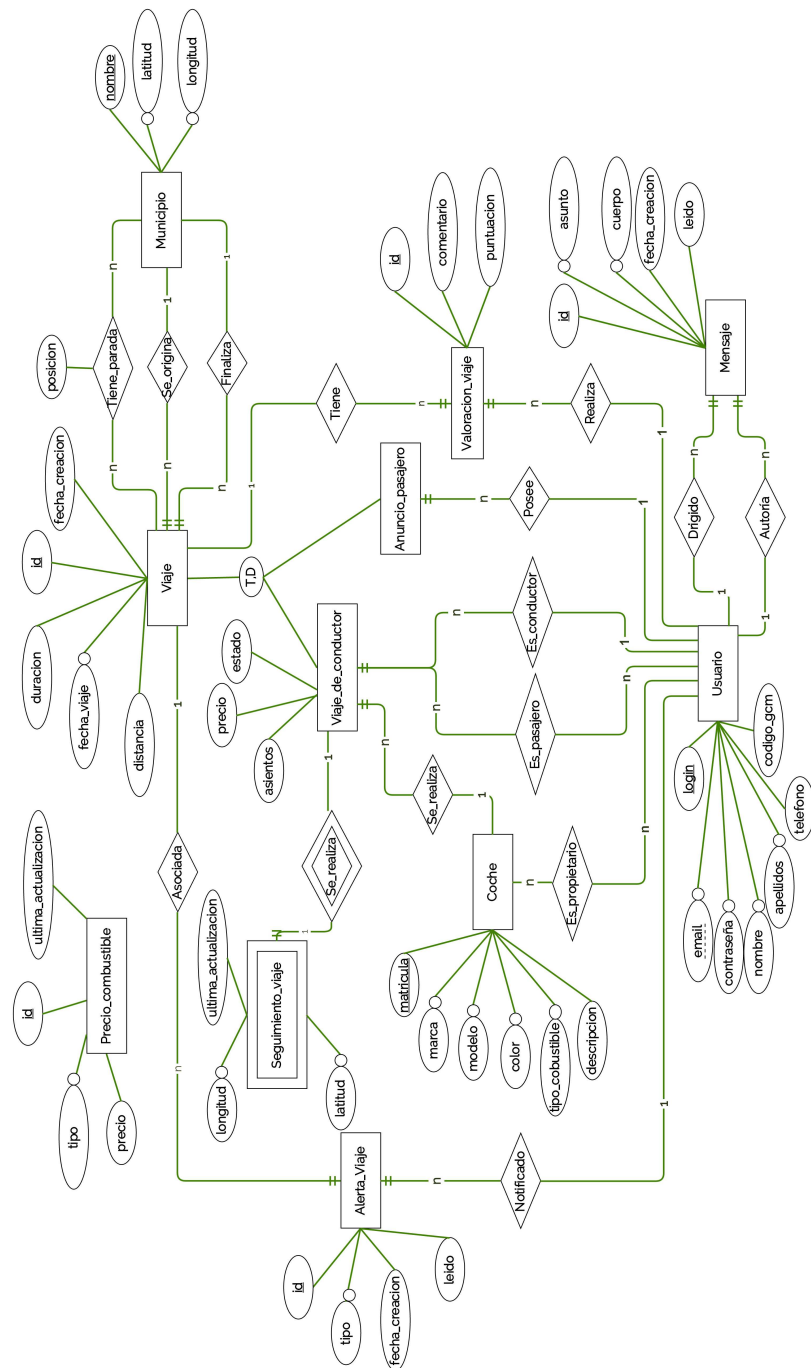 tipo
id
ultima_actualizacion
precio
Precio_combustible
duracion
id
fecha_creacion
fecha_viaje
distancia
Viaje
posicion
nombre
latitud
longitud
Municipio
n
Tiene_parada
n
n
Se_origina
1
n
Finaliza
1
n
Asociada
1
longitud
ultima_actualizacion
Seguimiento_viaje
latitud
N
1
Se_realiza
1
precio
estado
asientos
Viaje_de_conductor
T.D
Anuncio_pasajero
1
Tiene
n
id
comentario
puntuacion
Valoracion_viaje
id
tipo
fecha_creacion
leido
Alerta_Viaje
n
Notificado
1
matricula
marca
modelo
color
tipo_cobustible
descripcion
Coche
1
Se_realiza
n
n
Es_propietario
n
n
Es_pasajero
n
n
Es_conductor
1
n
Posee
1
n
Realiza
1
email
contraseña
nombre
apellidos
telefono
codigo_gcm
login
Usuario
1
Drigido
n
1
Autoria
n
id
asunto
cuerpo
fecha_creacion
leido
Mensaje